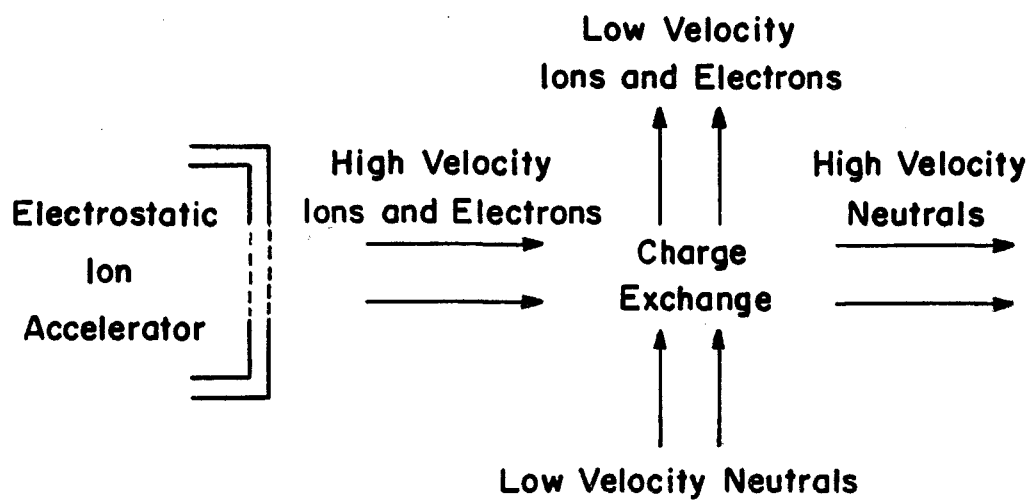 Low Velocity
Ions and Electrons
High Velocity
Ions and Electrons
High Velocity
Neutrals
Electrostatic
Ion
Accelerator
Charge
Exchange
Low Velocity Neutrals